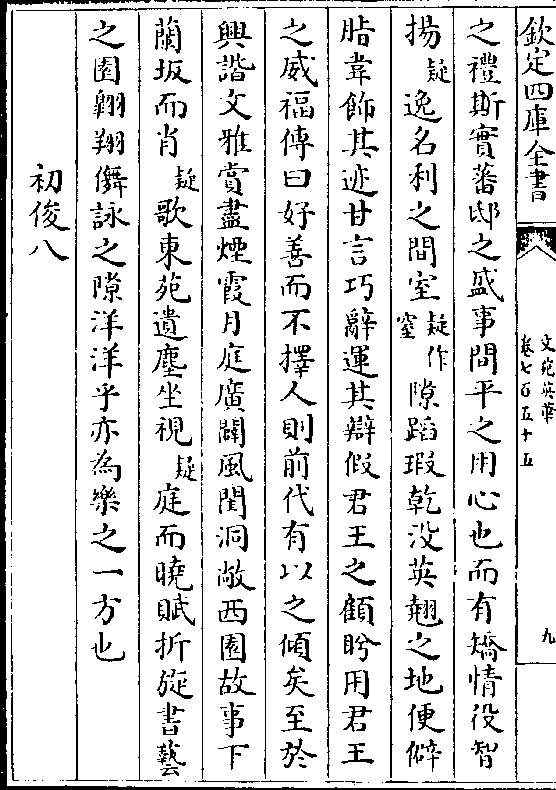 欽定四庫全書
文苑英華
卷七百五十五
九
之禮斯實蕃邸之盛事間平之用心也而有矯情役智
揚疑逸名利之間室疑作窒隙蹈瑕乾没英翹之地便僻
脂韋飾其迹甘言巧辭運其辯假君王之顧眄用君王
之威福傳曰好善而不擇人則前代有以之傾矣至於
興諧文雅賞盡煙霞月庭廣闢風閨洞敞西園故事下
蘭坂而肖疑歌東苑遺塵坐視疑庭而曉賦折旋書藝
之圃翺翔儛詠之隙洋洋乎亦為樂之一方也
初俊八